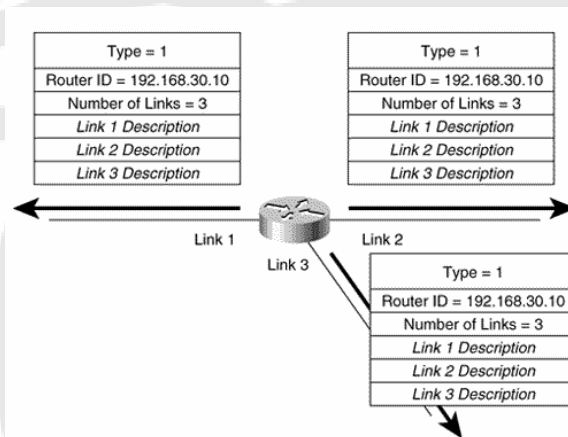 Type = 1
Router ID = 192.168.30.10
Number of Links = 3
Link 1 Description
Link 2 Description
Link 3 Description
Type = 1
Router ID = 192.168.30.10
Number of Links = 3
Link 1 Description
Link 2 Description
Link 3 Description
Link 1
Link 2
Link 3
Type = 1
Router ID = 192.168.30.10
Number of Links = 3
Link 1 Description
Link 2 Description
Link 3 Description